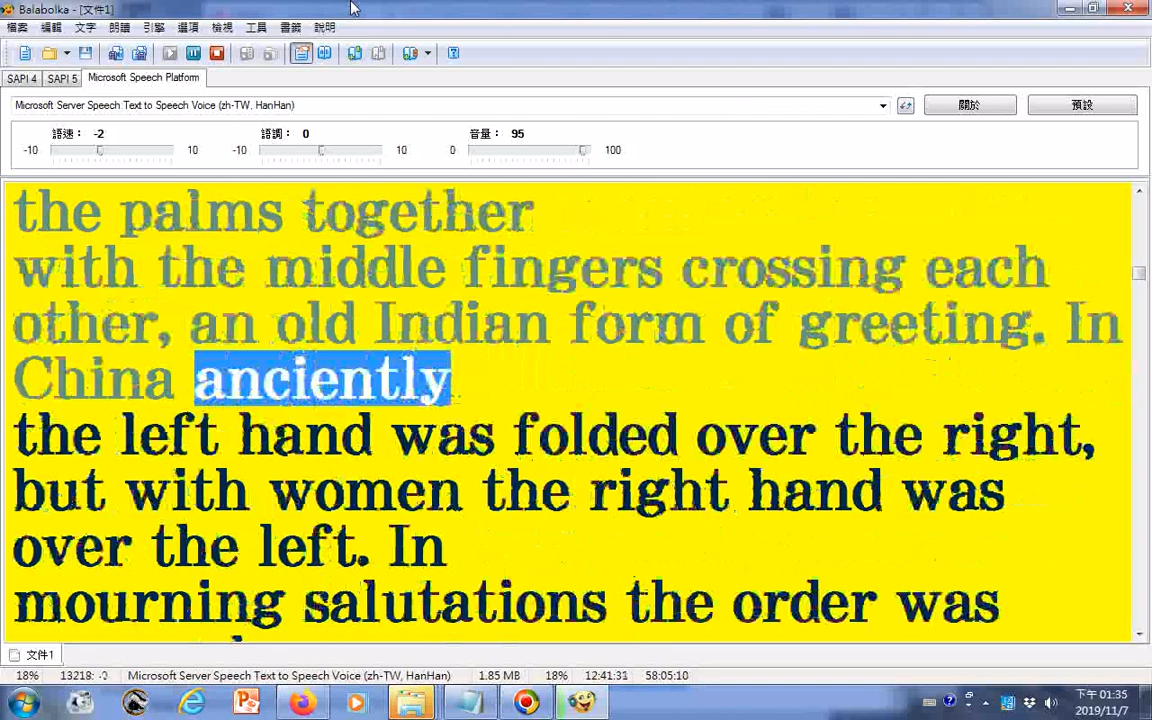 Balabolka - [文件1]
檔案 編輯 文字 朗讀 引擎 選項 檢視 工具 書籤 說明
SAPI 4 SAPI 5 Microsoft Speech Platform
Microsoft Server Speech Text to Speech Voice (zh-TW, HanHan) 關於 預設
語速： -2 語調： 0 音量： 95
-10 10 -10 10 0 100
the palms together
with the middle fingers crossing each
other, an old Indian form of greeting. In
China anciently
the left hand was folded over the right,
but with women the right hand was
over the left. In
mourning salutations the order was
文件1
18% Microsoft Server Speech Text to Speech Voice (zh-TW, HanHan) 1.85 MB 18% 12:41:31 58:05:10
下午 01:35
2019/11/7